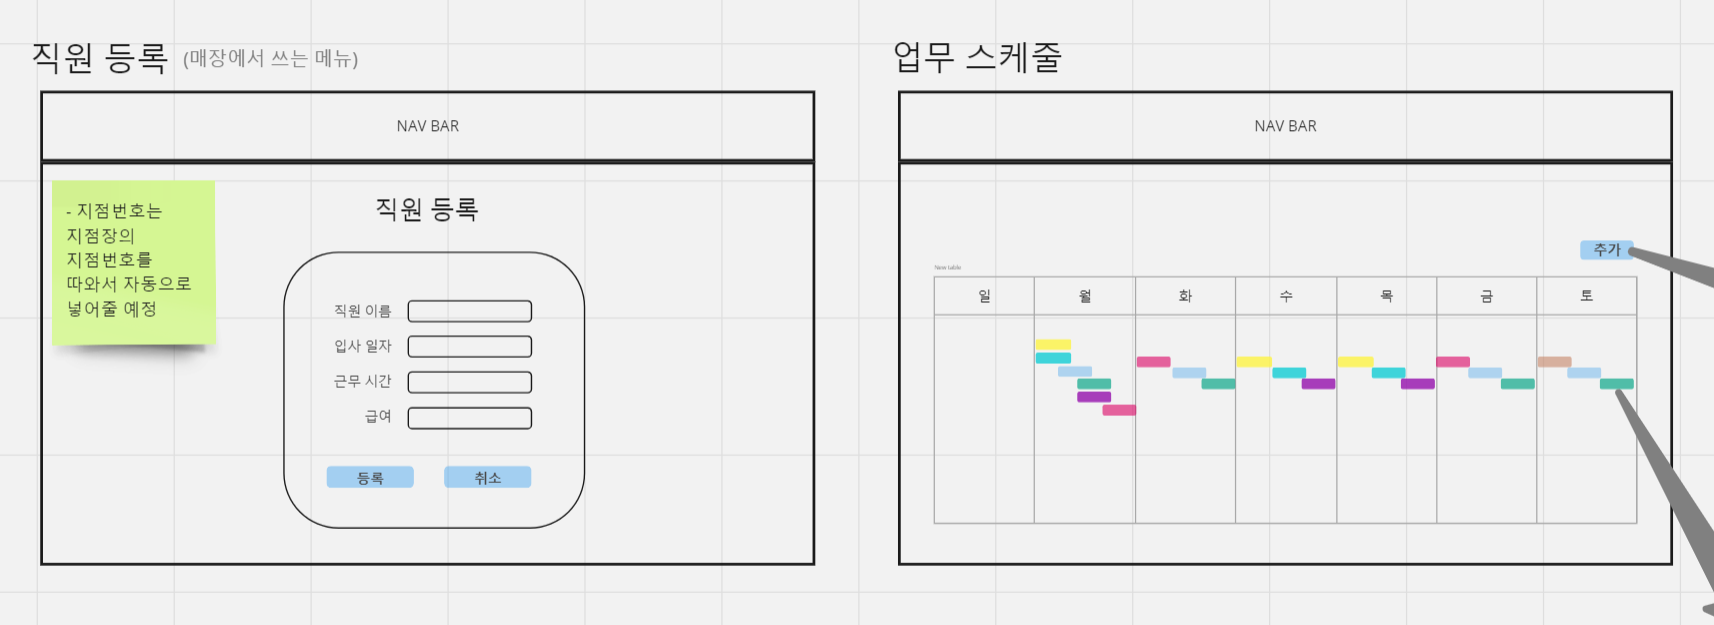 직원 등록 (매장에서 쓰는 메뉴)
NAV BAR
- 지점번호는
지점장의
지점번호를
따와서 자동으로
넣어줄 예정
직원 등록
직원 이름
입사 일자
근무 시간
급여
등록 취소
업무 스케줄
NAV BAR
추가
New table
일 월 화 수 목 금 토